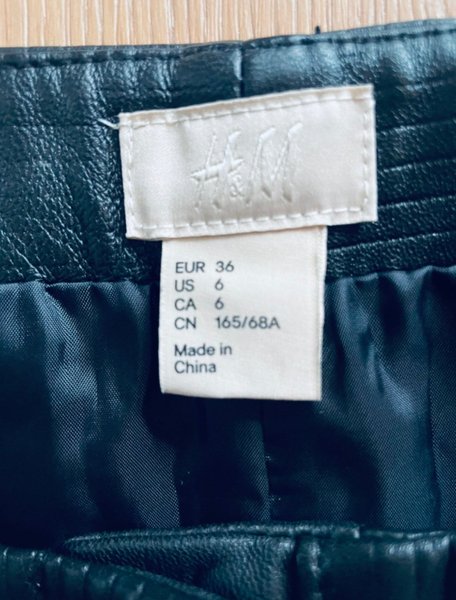 H&M
EUR 36
US 6
CA 6
CN 165/68A
Made in
China